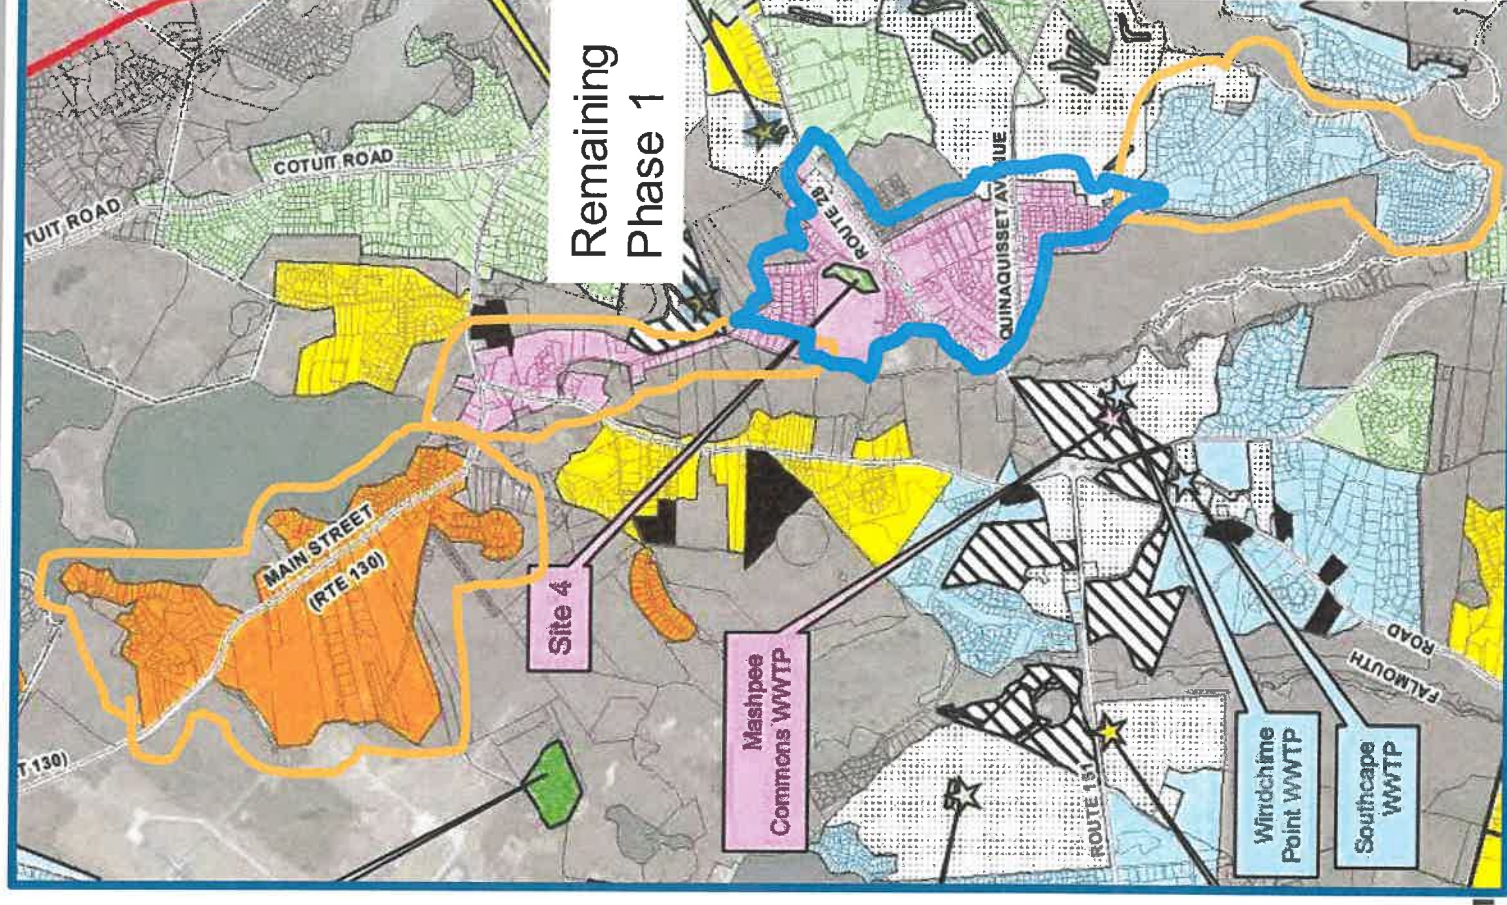 TUIT ROAD
COTUIT ROAD
Remaining
Phase 1
ROUTE 28
QUINAQUISSET AVENUE
MAIN STREET
(RTE 130)
T 130)
Site 4
Mashpee
Commons WWTP
ROUTE 151
FALMOUTH
ROAD
Windchime
Point WWTP
Southcape
WWTP